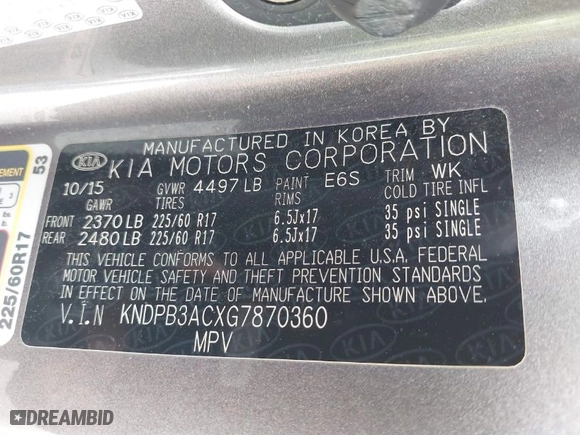 MANUFACTURED IN KOREA BY
KIA KIA MOTORS CORPORATION
10/15 GVWR 4497 LB PAINT E6S TRIM WK
GAWR TIRES RIMS COLD TIRE INFL
FRONT 2370 LB 225/60 R17 6.5Jx17 35 psi SINGLE
REAR 2480 LB 225/60 R17 6.5Jx17 35 psi SINGLE
THIS VEHICLE CONFORMS TO ALL APPLICABLE U.S.A. FEDERAL
MOTOR VEHICLE SAFETY AND THEFT PREVENTION STANDARDS
IN EFFECT ON THE DATE OF MANUFACTURE SHOWN ABOVE.
V.I.N KNDPB3ACXG7870360
MPV
53
225/60R17
DREAMBID